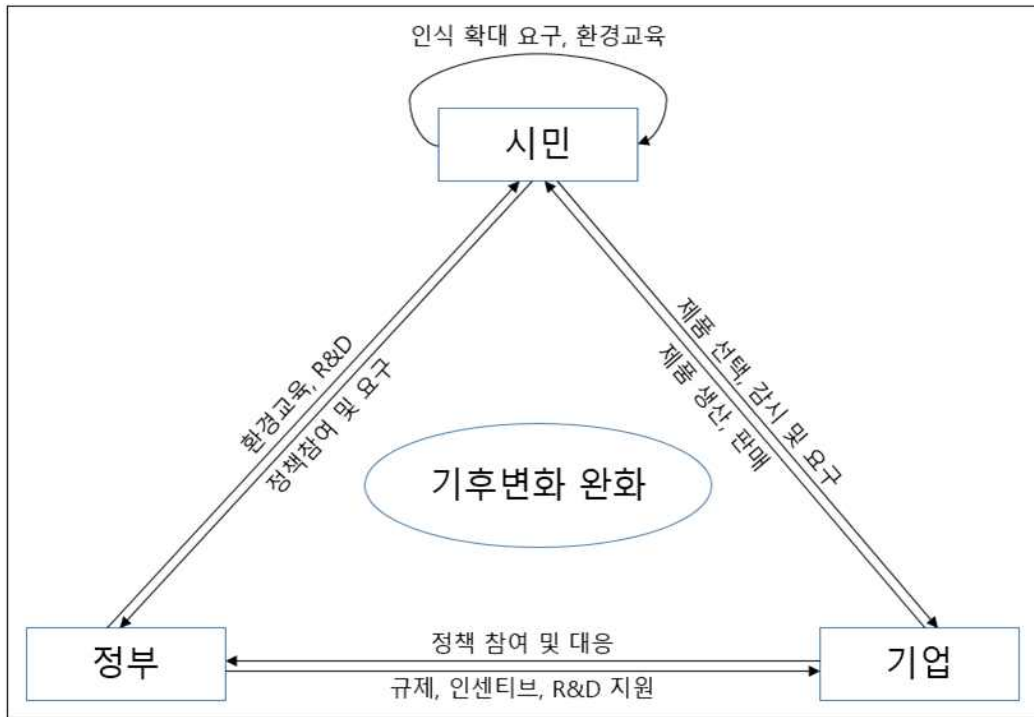 인식 확대 요구, 환경교육
시민
환경교육, R&D
정책참여 및 요구
제품 선택, 감시 및 요구
제품 생산, 판매
기후변화 완화
정부
정책 참여 및 대응
규제, 인센티브, R&D 지원
기업